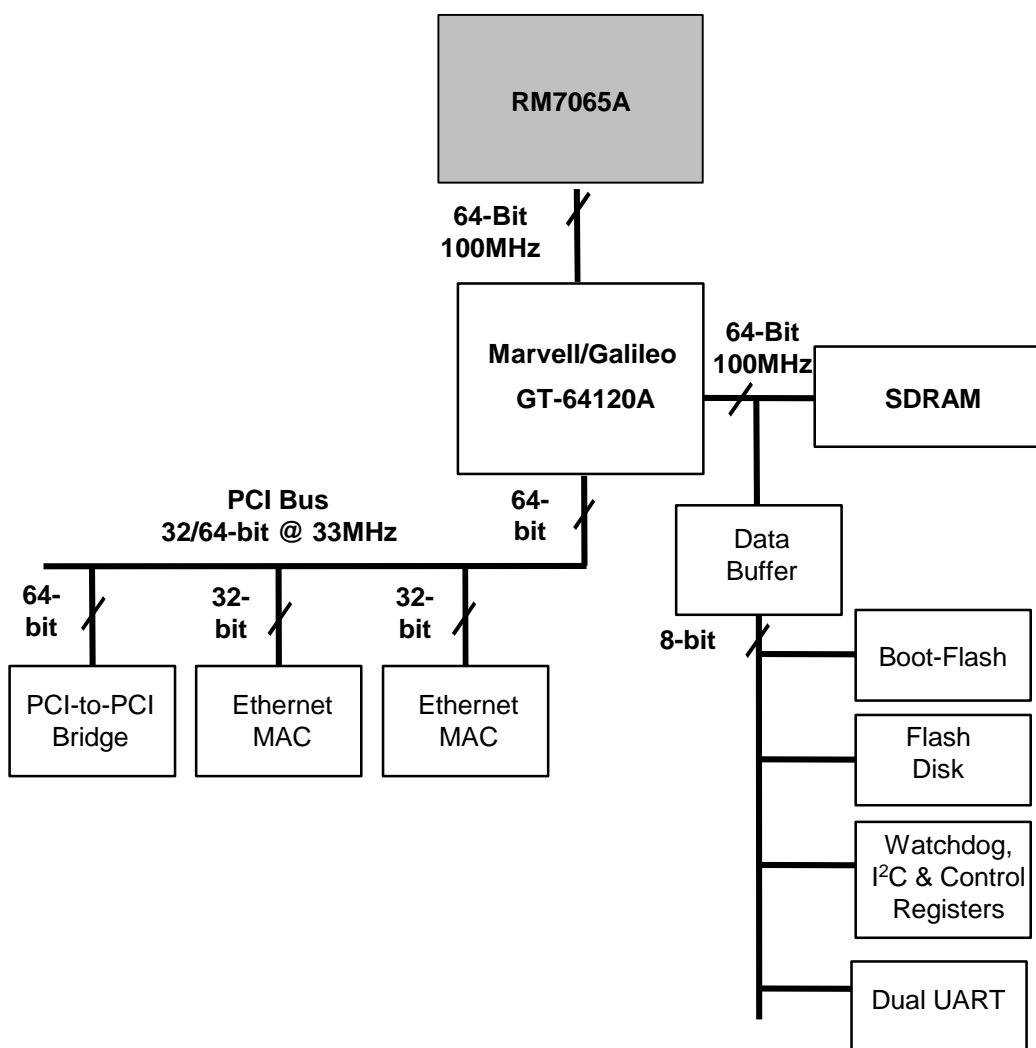 RM7065A
64-Bit
100MHz
Marvell/Galileo
GT-64120A
64-Bit
100MHz
SDRAM
PCI Bus
32/64-bit @ 33MHz
64-
bit
Data
Buffer
64-
bit
32-
bit
32-
bit
8-bit
PCI-to-PCI
Bridge
Ethernet
MAC
Ethernet
MAC
Boot-Flash
Flash
Disk
Watchdog,
I²C & Control
Registers
Dual UART